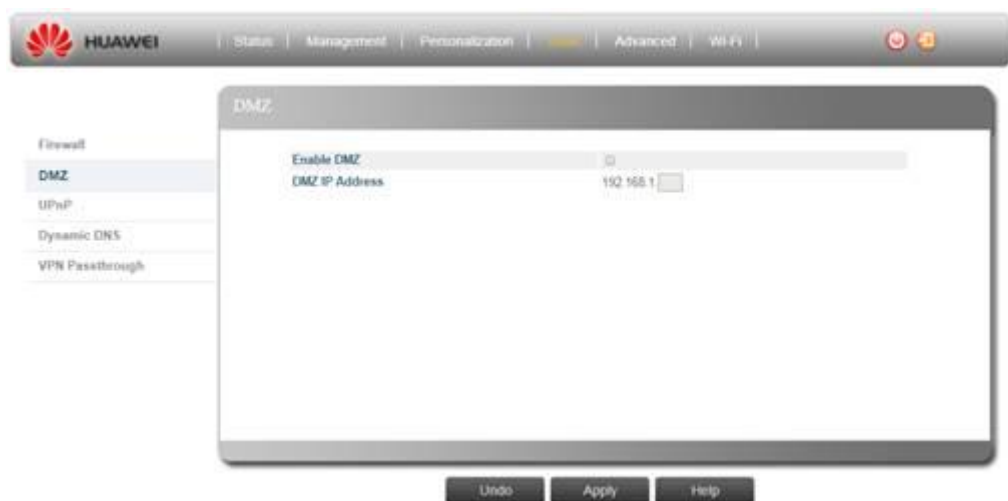 HUAWEI
Status | Management | Personalization | | Advanced | Wi-Fi |
DMZ
Firewall
DMZ
UPnP
Dynamic DNS
VPN Passthrough
Enable DMZ
DMZ IP Address 192.168.1.
Undo Apply Help